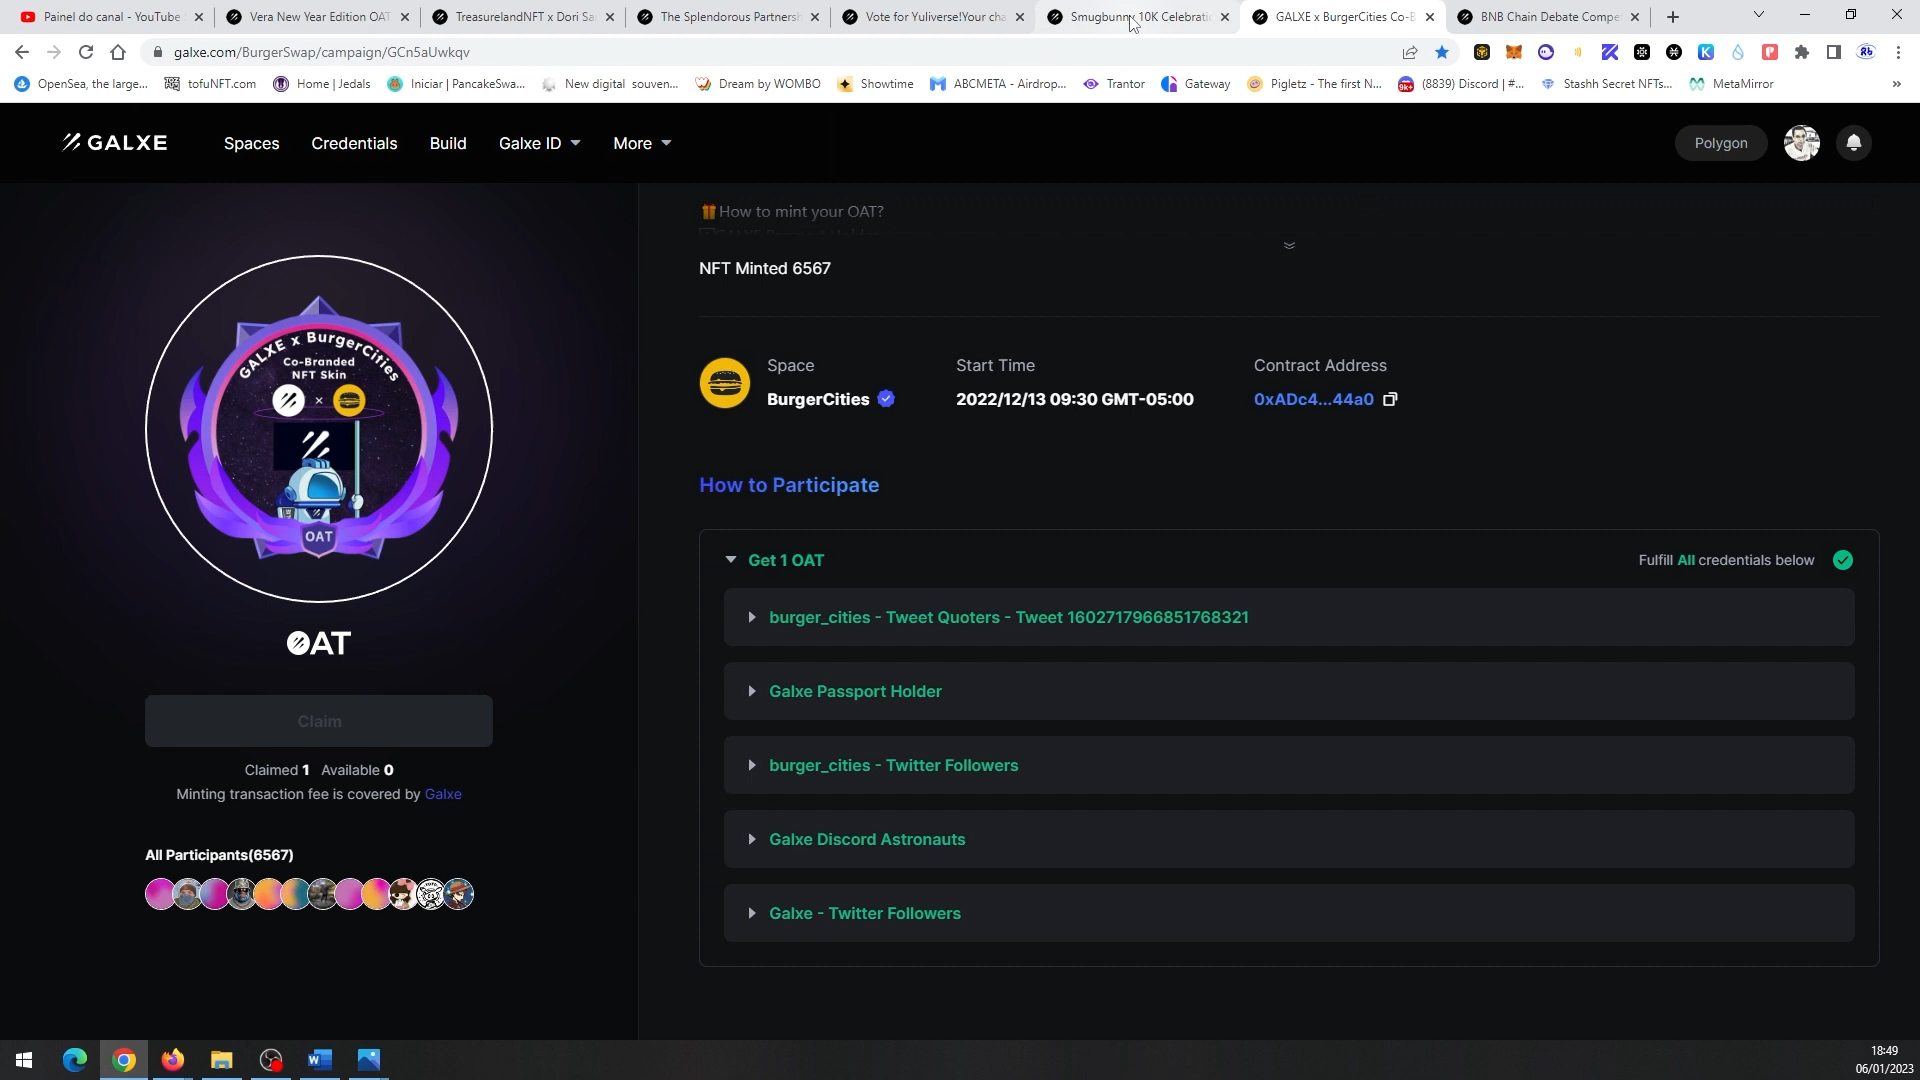 Painel do canal - YouTube
Vera New Year Edition OAT
TreasurelandNFT x Dori Sa
The Splendorous Partnersh
Vote for Yuliverse!Your cha
Smugbunny 10K Celebrati
GALXE x BurgerCities Co-B
BNB Chain Debate Compe
galxe.com/BurgerSwap/campaign/GCn5aUwkqv
OpenSea, the large...
tofuNFT.com
Home | Jedals
Iniciar | PancakeSwa...
New digital souven...
Dream by WOMBO
Showtime
ABCMETA - Airdrop...
Trantor
Gateway
Pigletz - The first N...
(8839) Discord | #...
Stashh Secret NFTs...
MetaMirror
GALXE
Spaces
Credentials
Build
Galxe ID
More
Polygon
GALXE x BurgerCities
Co-Branded
NFT Skin
OAT
OAT
Claim
Claimed 1 Available 0
Minting transaction fee is covered by Galxe
All Participants(6567)
How to mint your OAT?
NFT Minted 6567
Space
BurgerCities
Start Time
2022/12/13 09:30 GMT-05:00
Contract Address
0xADc4...44a0
How to Participate
Get 1 OAT
Fulfill All credentials below
burger_cities - Tweet Quoters - Tweet 1602717966851768321
Galxe Passport Holder
burger_cities - Twitter Followers
Galxe Discord Astronauts
Galxe - Twitter Followers
18:49
06/01/2023